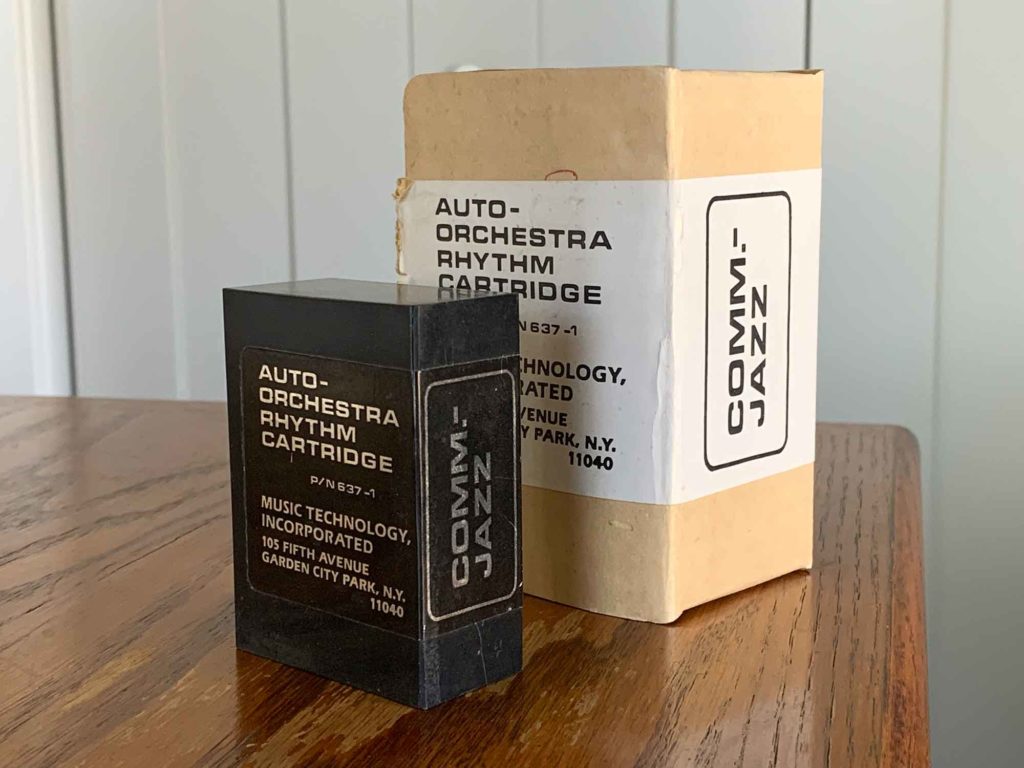 AUTO-
ORCHESTRA
RHYTHM
CARTRIDGE
P/N 637-1
MUSIC TECHNOLOGY,
INCORPORATED
105 FIFTH AVENUE
GARDEN CITY PARK, N.Y.
11040
COMM.-
JAZZ
AUTO-
ORCHESTRA
RHYTHM
CARTRIDGE
N 637-1
CHNOLOGY,
RATED
VENUE
Y PARK, N.Y.
11040
COMM.-
JAZZ